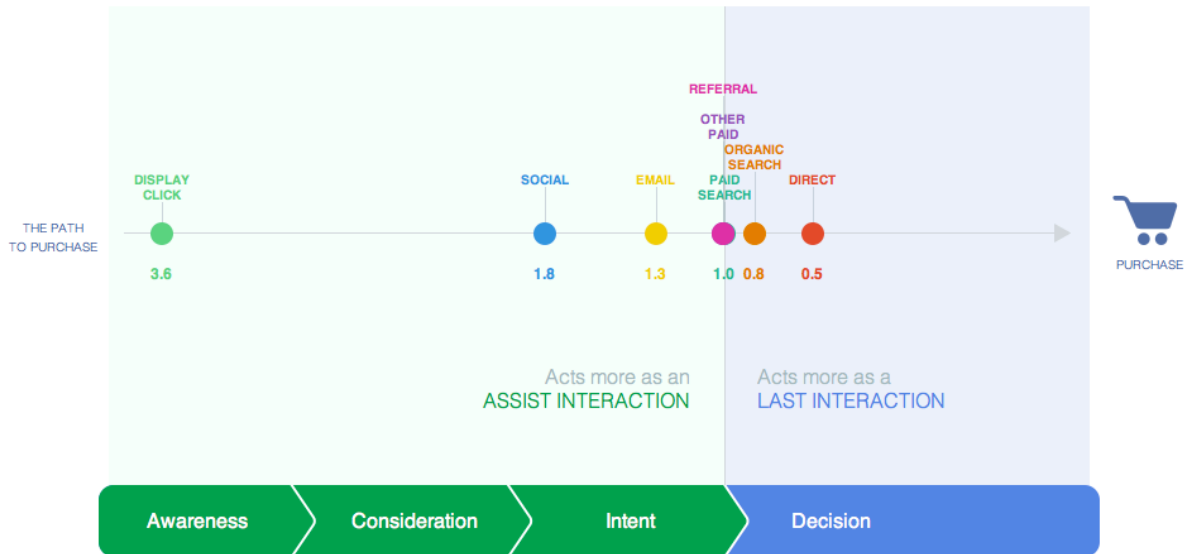 REFERRAL
OTHER
PAID
ORGANIC
SEARCH
DISPLAY
CLICK
SOCIAL
EMAIL
PAID
SEARCH
DIRECT
THE PATH
TO PURCHASE
3.6
1.8
1.3
1.0
0.8
0.5
PURCHASE
Acts more as an
ASSIST INTERACTION
Acts more as a
LAST INTERACTION
Awareness
Consideration
Intent
Decision